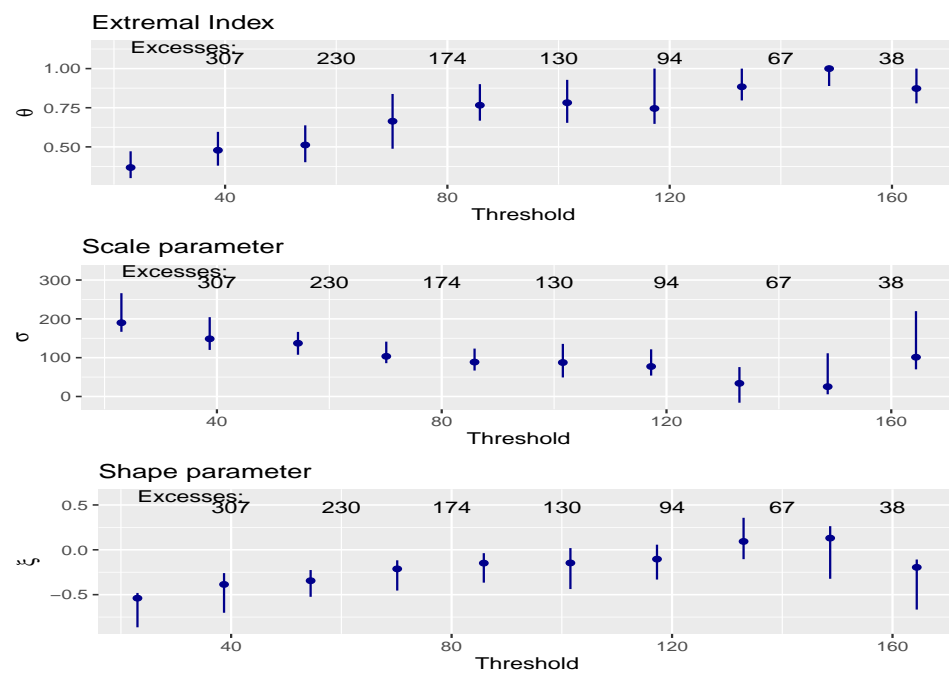 Extremal Index
Excesses:
307 230 174 130 94 67 38
1.00
0.75
0.50
θ
40 80 120 160
Threshold
Scale parameter
Excesses:
307 230 174 130 94 67 38
300
200
100
0
σ
40 80 120 160
Threshold
Shape parameter
Excesses:
307 230 174 130 94 67 38
0.5
0.0
−0.5
ξ
40 80 120 160
Threshold